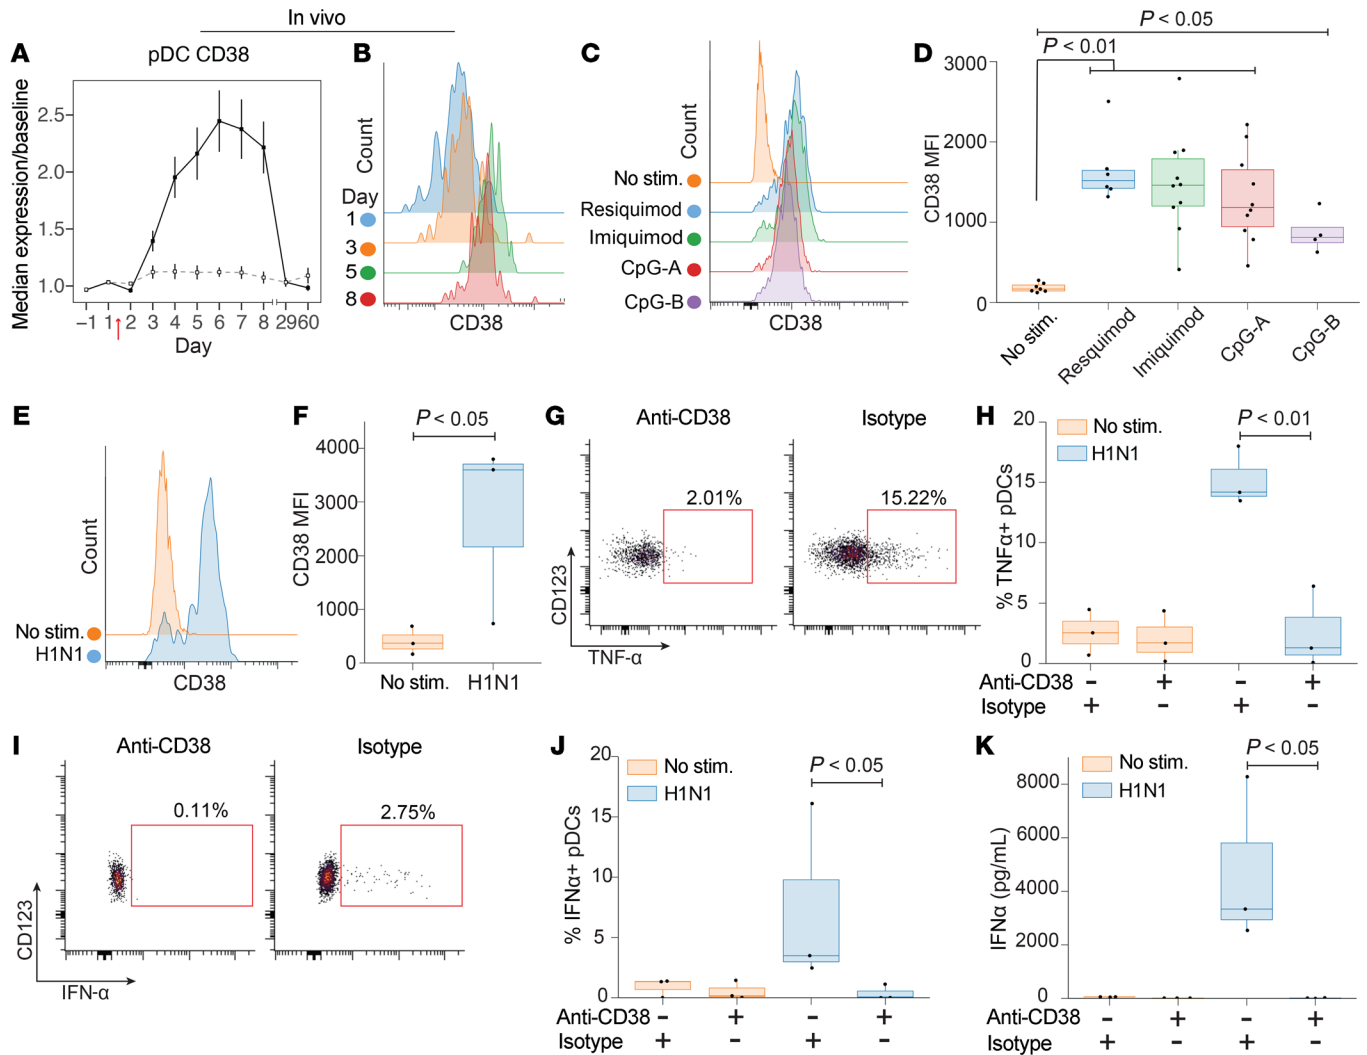 In vivo
A
pDC CD38
Median expression/baseline
2.5
2.0
1.5
1.0
−1 1 2 3 4 5 6 7 8 29 60
↑
Day
B
Count
Day
1
3
5
8
CD38
C
Count
No stim.
Resiquimod
Imiquimod
CpG-A
CpG-B
CD38
D
P < 0.05
P < 0.01
CD38 MFI
3000
2000
1000
0
No stim.
Resquimod
Imiquimod
CpG-A
CpG-B
E
Count
No stim.
H1N1
CD38
F
P < 0.05
CD38 MFI
4000
3000
2000
1000
0
No stim. H1N1
G
Anti-CD38 Isotype
2.01% 15.22%
CD123
TNF-α
H
No stim.
H1N1
P < 0.01
% TNFα+ pDCs
20
15
10
5
0
Anti-CD38 - + - +
Isotype + - + -
I
Anti-CD38 Isotype
0.11% 2.75%
CD123
IFN-α
J
No stim.
H1N1
P < 0.05
% IFNα+ pDCs
20
15
10
5
0
Anti-CD38 - + - +
Isotype + - + -
K
No stim.
H1N1
P < 0.05
IFNα (pg/mL)
8000
6000
4000
2000
0
Anti-CD38 - + - +
Isotype + - + -